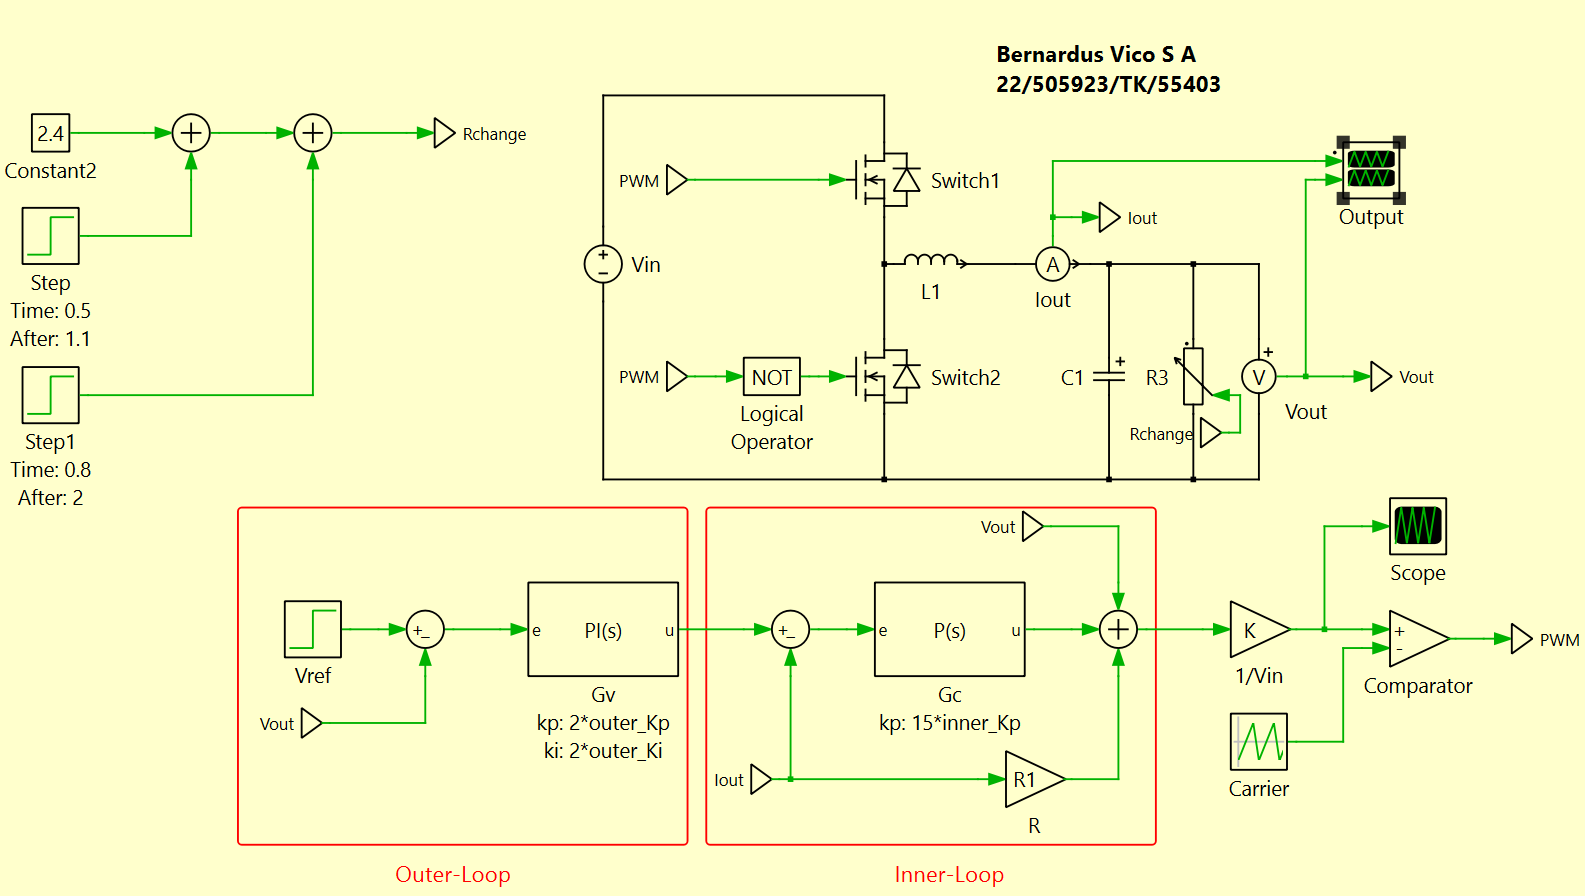 Bernardus Vico S A
22/505923/TK/55403
2.4
Constant2
Rchange
Step
Time: 0.5
After: 1.1
Step1
Time: 0.8
After: 2
PWM
Switch1
Vin
L1
A
Iout
Iout
Output
PWM
NOT
Logical
Operator
Switch2
C1
R3
V
Vout
Vout
Rchange
Vref
Vout
e
PI(s)
u
Gv
kp: 2*outer_Kp
ki: 2*outer_Ki
Outer-Loop
Vout
e
P(s)
u
Gc
kp: 15*inner_Kp
Iout
R1
R
Inner-Loop
K
1/Vin
Scope
Comparator
PWM
Carrier